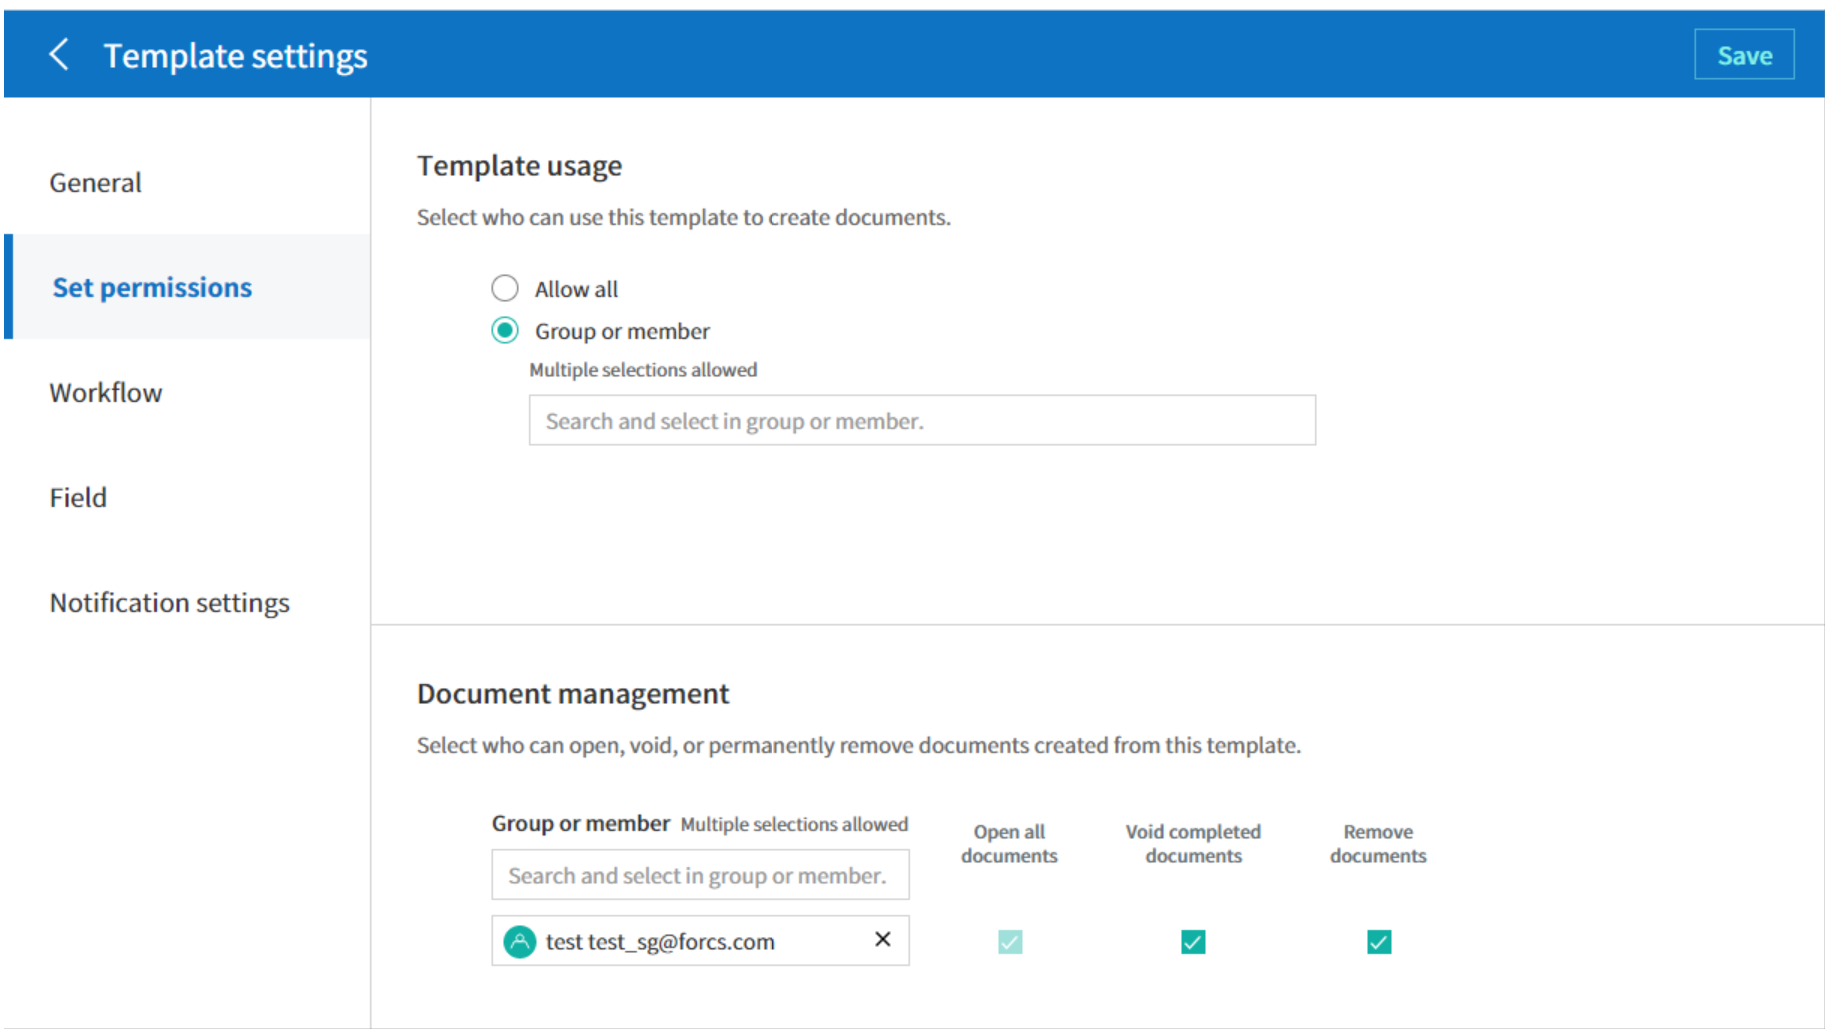 Template settings
Save
General
Set permissions
Workflow
Field
Notification settings
Template usage
Select who can use this template to create documents.
Allow all
Group or member
Multiple selections allowed
Search and select in group or member.
Document management
Select who can open, void, or permanently remove documents created from this template.
Group or member Multiple selections allowed
Open all
documents
Void completed
documents
Remove
documents
Search and select in group or member.
test test_sg@forcs.com